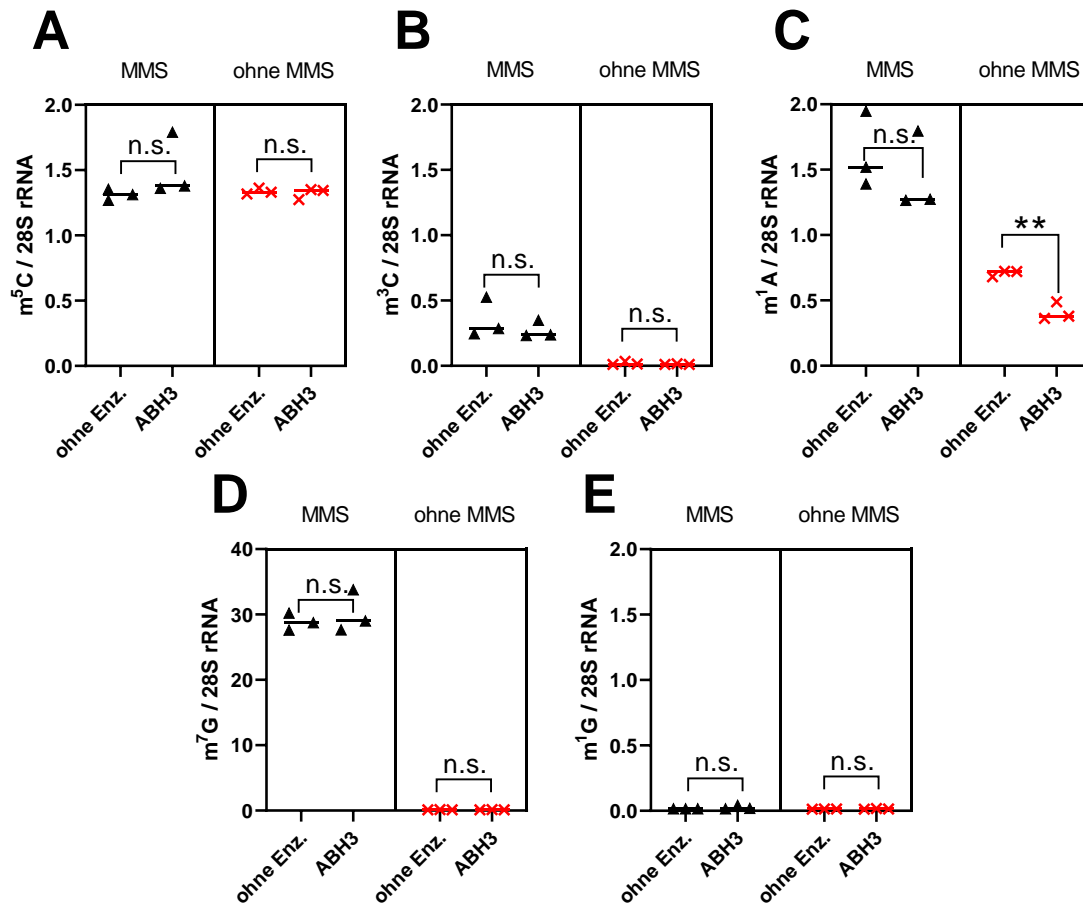 A
MMS
ohne MMS
m⁵C / 28S rRNA
2.0
1.5
1.0
0.5
0.0
n.s.
n.s.
ohne Enz.
ABH3
ohne Enz.
ABH3
B
MMS
ohne MMS
m³C / 28S rRNA
2.0
1.5
1.0
0.5
0.0
n.s.
n.s.
ohne Enz.
ABH3
ohne Enz.
ABH3
C
MMS
ohne MMS
m¹A / 28S rRNA
2.0
1.5
1.0
0.5
0.0
n.s.
**
ohne Enz.
ABH3
ohne Enz.
ABH3
D
MMS
ohne MMS
m⁷G / 28S rRNA
40
30
20
10
0
n.s.
n.s.
ohne Enz.
ABH3
ohne Enz.
ABH3
E
MMS
ohne MMS
m¹G / 28S rRNA
2.0
1.5
1.0
0.5
0.0
n.s.
n.s.
ohne Enz.
ABH3
ohne Enz.
ABH3